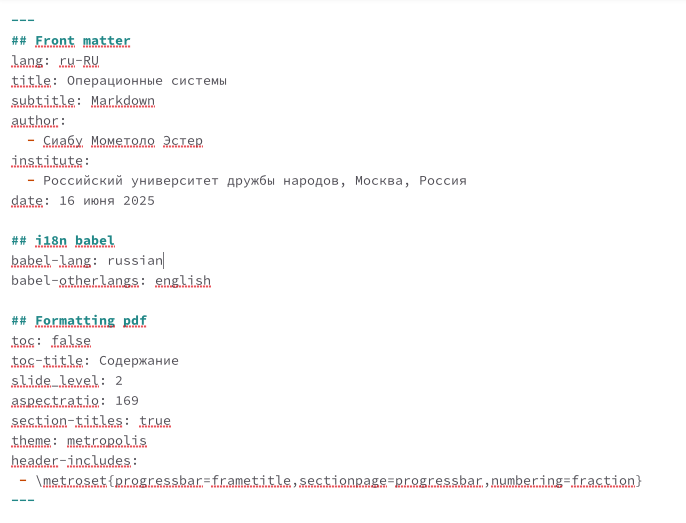 ---
## Front matter
lang: ru-RU
title: Операционные системы
subtitle: Markdown
author:
  - Сиабу Мометоло Эстер
institute:
  - Российский университет дружбы народов, Москва, Россия
date: 16 июня 2025

## i18n babel
babel-lang: russian
babel-otherlangs: english

## Formatting pdf
toc: false
toc-title: Содержание
slide_level: 2
aspectratio: 169
section-titles: true
theme: metropolis
header-includes:
 - \metroset{progressbar=frametitle,sectionpage=progressbar,numbering=fraction}
---